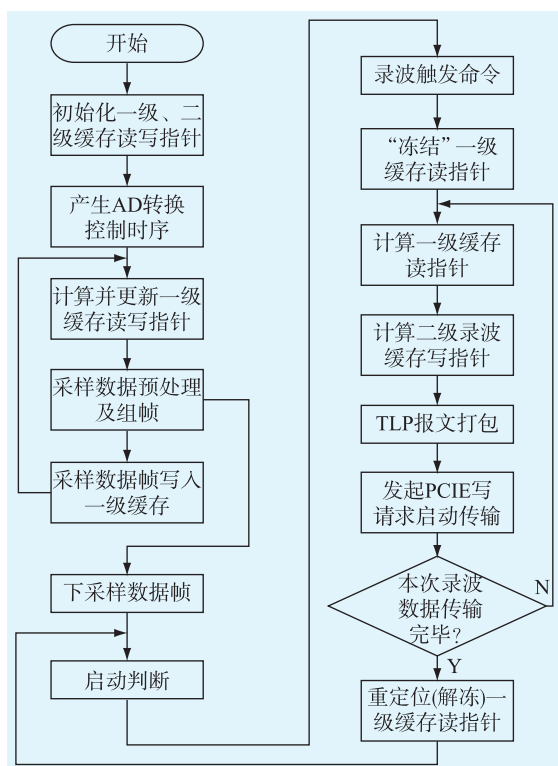 开始
初始化一级、二
级缓存读写指针
产生AD转换
控制时序
计算并更新一级
缓存读写指针
采样数据预处理
及组帧
采样数据帧写入
一级缓存
下采样数据帧
启动判断
录波触发命令
“冻结”一级
缓存读指针
计算一级缓存
读指针
计算二级录波
缓存写指针
TLP报文打包
发起PCIE写
请求启动传输
本次录波
数据传输
完毕?
N
Y
重定位(解冻)一
级缓存读指针